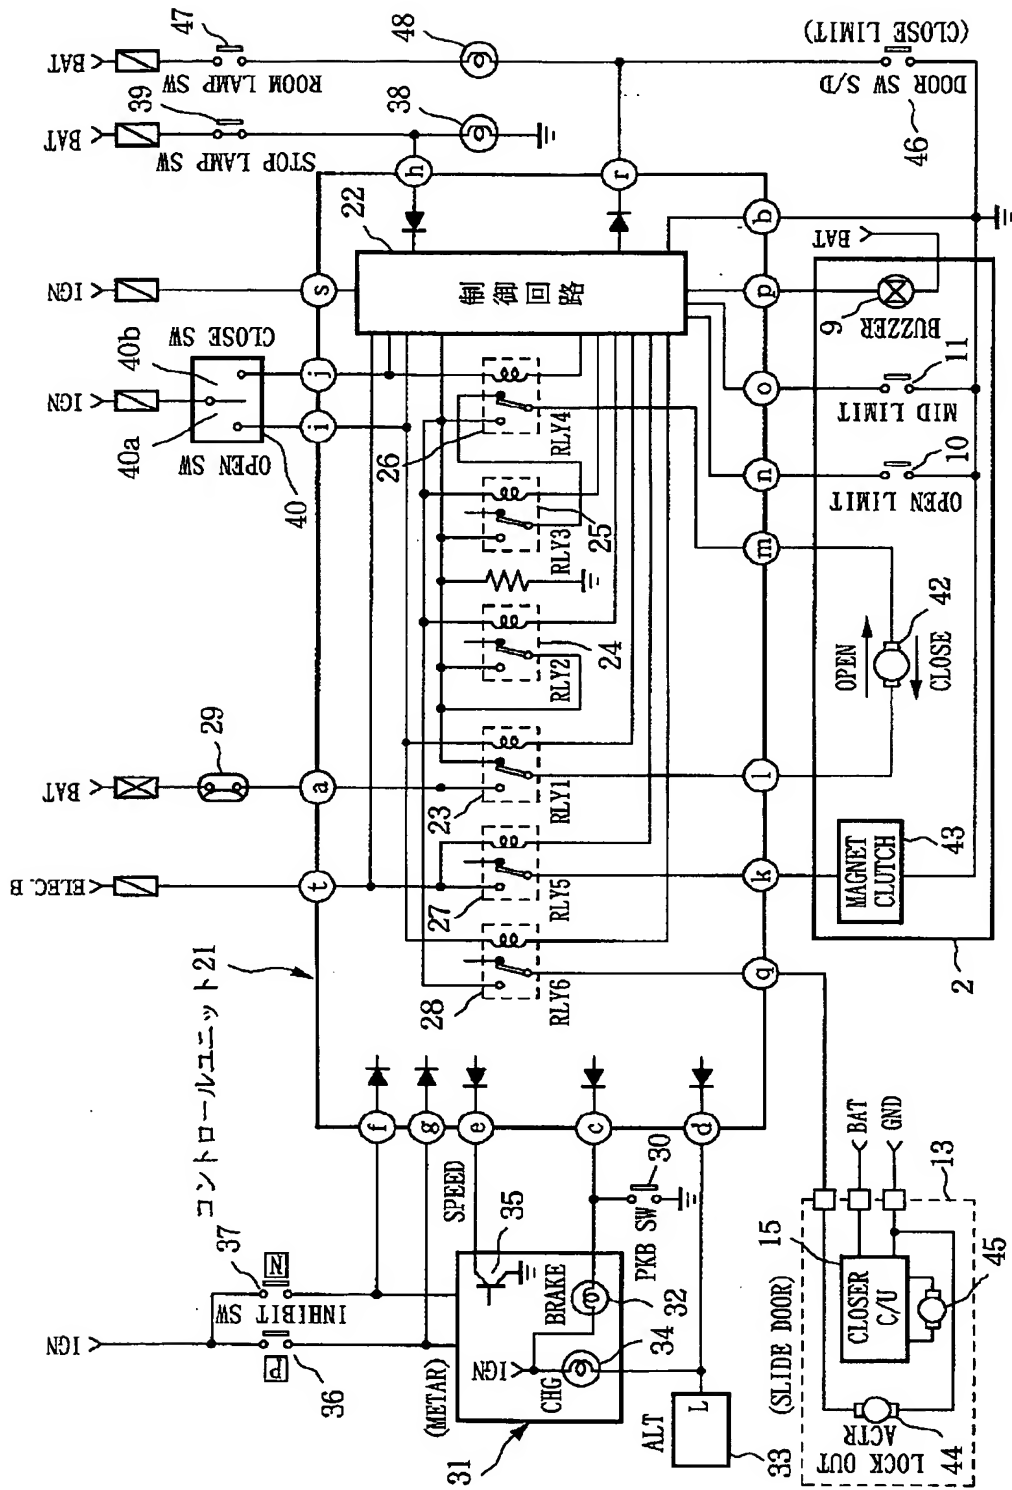 BAT
47
ROOM LAMP SW
48
(CLOSE LIMIT)
DOOR SW S/D
46
BAT
39
STOP LAMP SW
38
h
r
22
制御回路
b
BAT
IGN
s
p
9
BUZZER
CLOSE SW
40b
IGN
40a
OPEN SW
40
j
i
26
RLY4
o
11
MID LIMIT
25
RLY3
n
10
OPEN LIMIT
24
RLY2
m
42
OPEN
CLOSE
BAT
29
a
23
RLY1
l
ELEC.B
t
27
RLY5
k
MAGNET
CLUTCH
43
2
28
RLY6
q
コントロールユニット21
f
g
e
c
d
SPEED
35
30
PKB SW
BRAKE
32
34
IGN
CHG
(METAR)
31
37
N
INHIBIT
SW
IGN
P
36
ALT
L
33
BAT
GND
13
(SLIDE DOOR)
15
CLOSER
C/U
45
LOCK OUT
ACTR
44